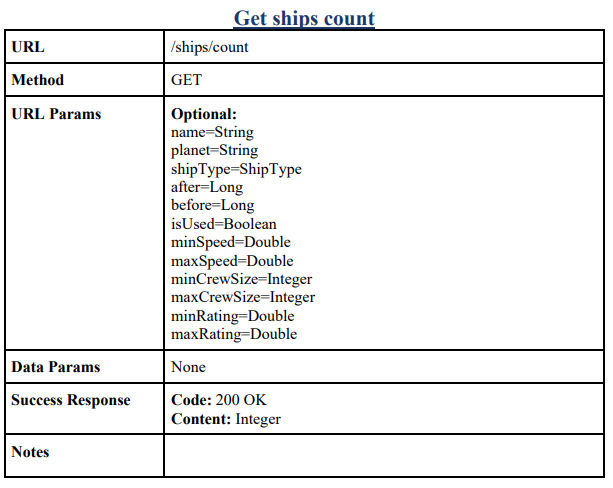 Get ships count
URL /ships/count
Method GET
URL Params Optional:
name=String
planet=String
shipType=ShipType
after=Long
before=Long
isUsed=Boolean
minSpeed=Double
maxSpeed=Double
minCrewSize=Integer
maxCrewSize=Integer
minRating=Double
maxRating=Double
Data Params None
Success Response Code: 200 OK
Content: Integer
Notes